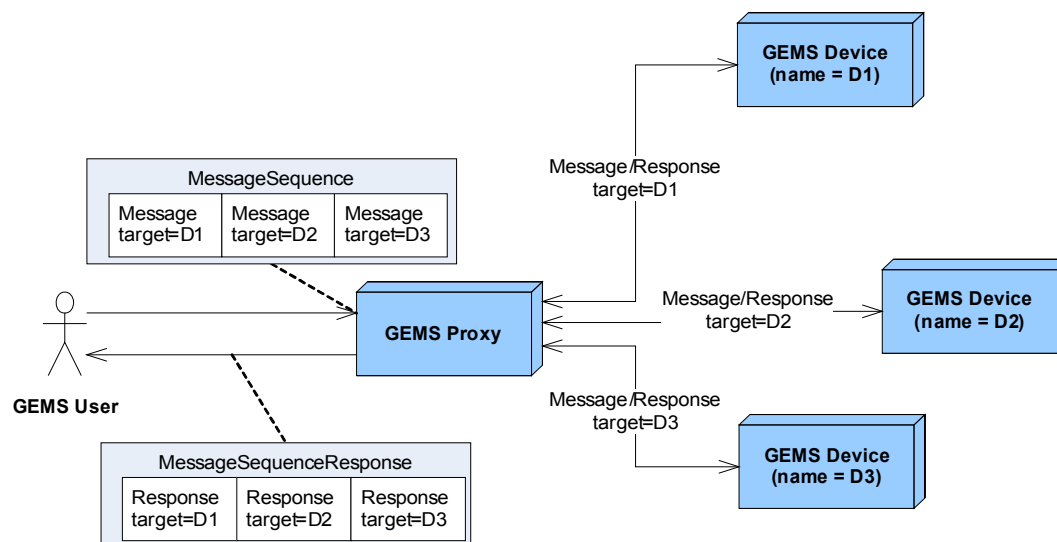 GEMS Device
(name = D1)
Message/Response
target=D1
MessageSequence
Message
target=D1
Message
target=D2
Message
target=D3
GEMS User
GEMS Proxy
Message/Response
target=D2
GEMS Device
(name = D2)
Message/Response
target=D3
GEMS Device
(name = D3)
MessageSequenceResponse
Response
target=D1
Response
target=D2
Response
target=D3